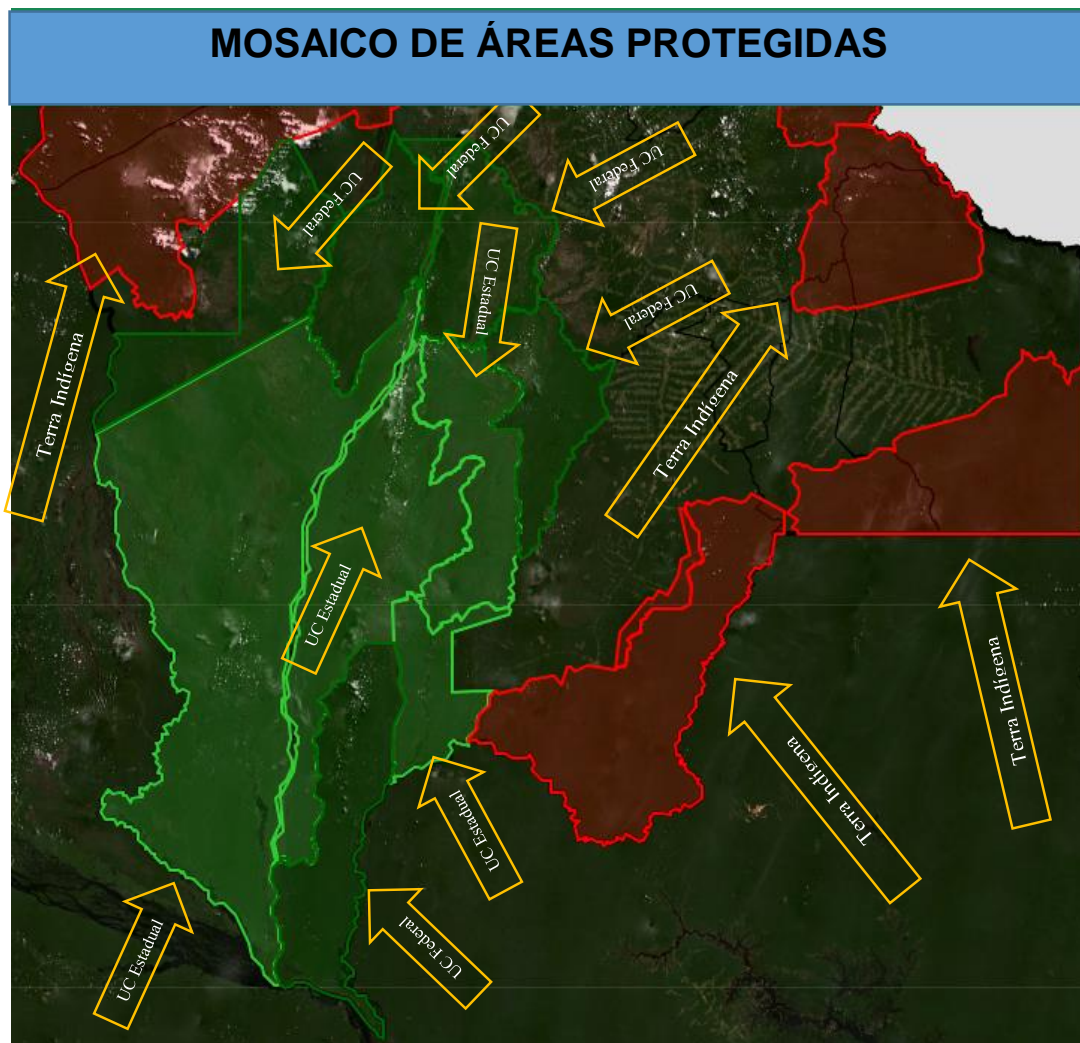 MOSAICO DE ÁREAS PROTEGIDAS
UC Federal
UC Federal
UC Federal
UC Estadual
UC Federal
Terra Indígena
Terra Indígena
UC Estadual
Terra Indígena
Terra Indígena
UC Estadual
UC Estadual
UC Federal